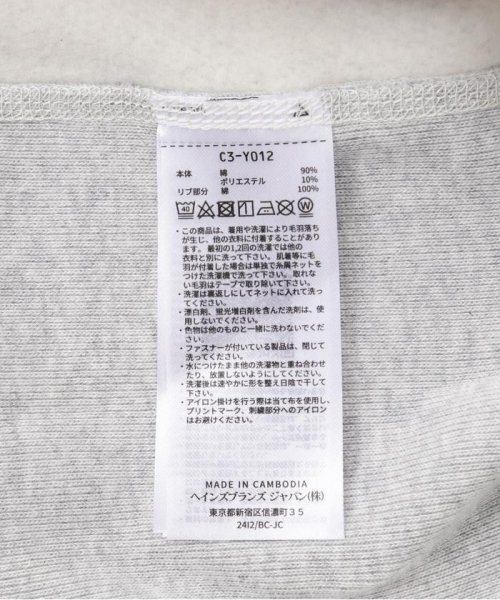 C3-Y012
本体 綿 90%
ポリエステル 10%
リブ部分 綿 100%
40
・この商品は、着用や洗濯により毛羽落ち
が生じ、他の衣料に付着することがあり
ます。最初の1,2回の洗濯では他の
衣料と別に洗って下さい。肌着等に毛
羽が付着した場合は単独で糸屑ネットを
つけた洗濯機で洗って下さい。取れな
い毛羽はテープで取り除いて下さい。
・洗濯は裏返しにしてネットに入れて洗っ
てください。
・漂白剤、蛍光増白剤を含んだ洗剤は、使
用しないでください。
・色物は他のものと一緒に洗わないでくだ
さい。
・ファスナーが付いている製品は、閉じて
洗ってください。
・水につけたまま他の洗濯物と重ね合わせ
たり、放置しないようにしてください。
・洗濯後は速やかに形を整え日陰で干して
下さい。
・アイロン掛けを行う際は当て布を使用し、
プリントマーク、刺繍部分へのアイロン
はお避けください。
MADE IN CAMBODIA
ヘインズブランズ ジャパン(株)
東京都新宿区信濃町35
24I2/BC-JC